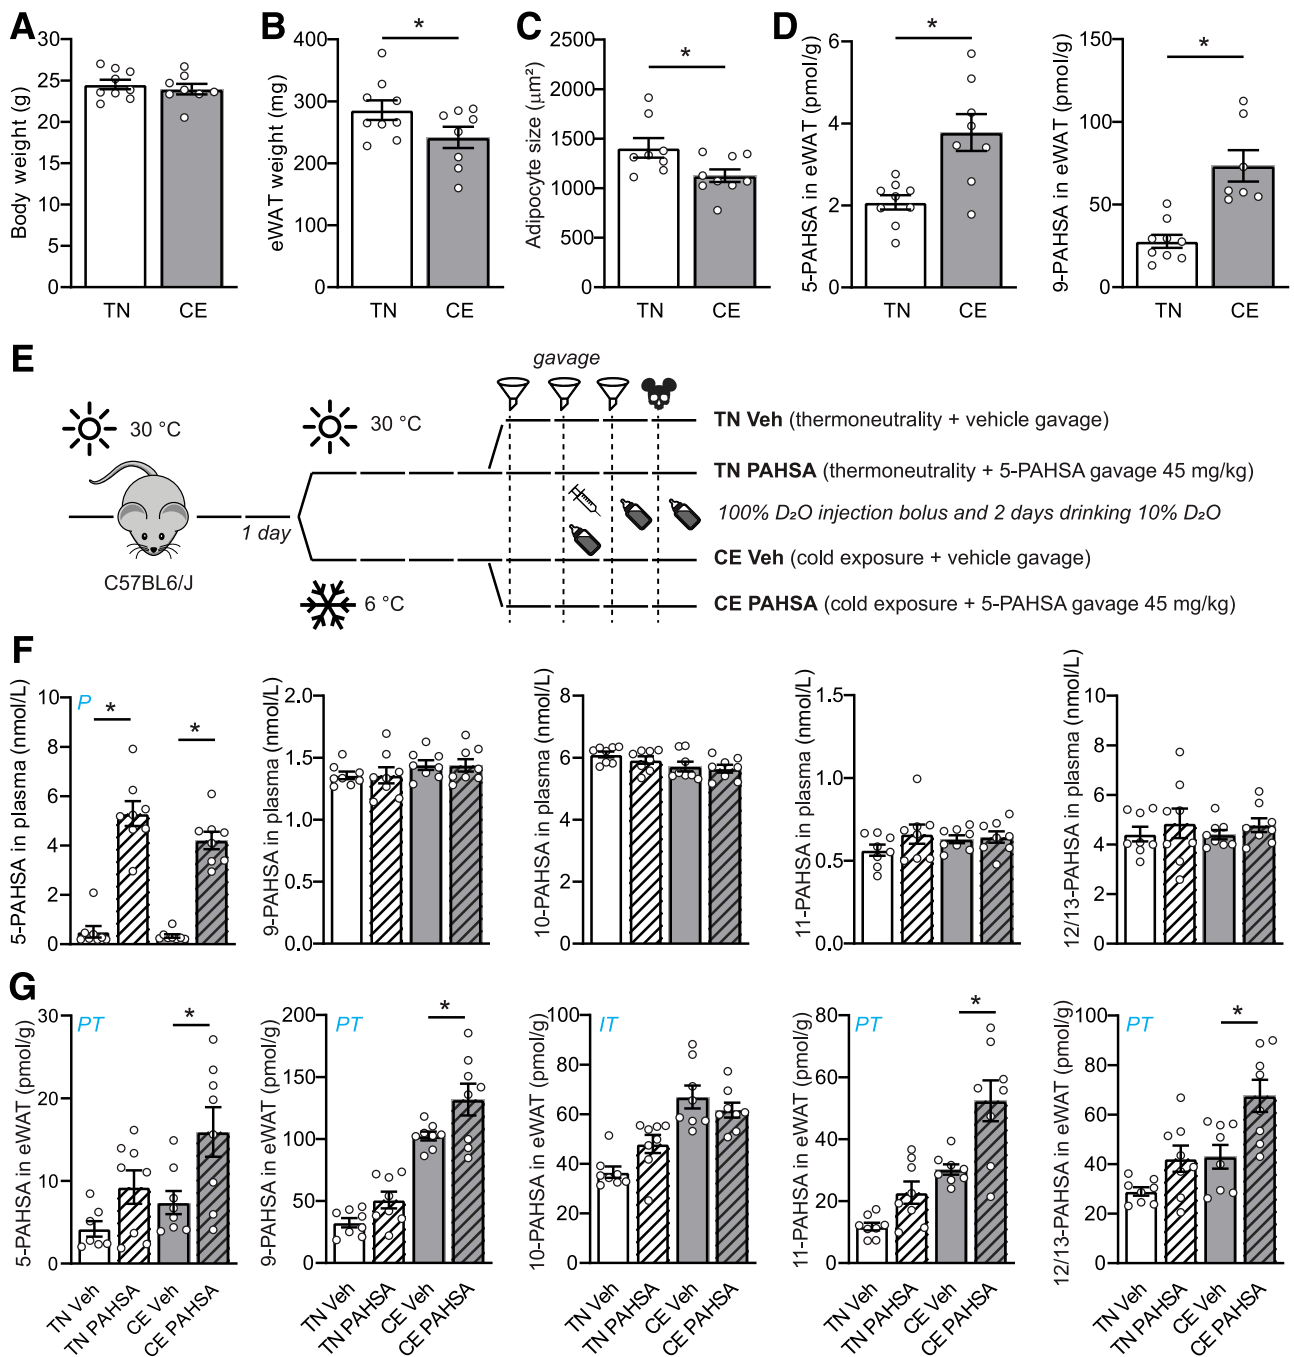 A
Body weight (g)
30
25
20
15
10
5
0
TN
CE
B
eWAT weight (mg)
400
300
200
100
0
*
TN
CE
C
Adipocyte size (µm²)
2500
2000
1500
1000
500
0
*
TN
CE
D
5-PAHSA in eWAT (pmol/g)
6
4
2
0
*
TN
CE
9-PAHSA in eWAT (pmol/g)
150
100
50
0
*
TN
CE
E
gavage
30 °C
30 °C
1 day
C57BL6/J
6 °C
TN Veh (thermoneutrality + vehicle gavage)
TN PAHSA (thermoneutrality + 5-PAHSA gavage 45 mg/kg)
100% D₂O injection bolus and 2 days drinking 10% D₂O
CE Veh (cold exposure + vehicle gavage)
CE PAHSA (cold exposure + 5-PAHSA gavage 45 mg/kg)
F
5-PAHSA in plasma (nmol/L)
10
8
6
4
2
0
P
*
*
9-PAHSA in plasma (nmol/L)
2.0
1.5
1.0
0.5
0.0
10-PAHSA in plasma (nmol/L)
8
6
4
2
0
11-PAHSA in plasma (nmol/L)
1.5
1.0
0.5
0.0
12/13-PAHSA in plasma (nmol/L)
10
8
6
4
2
0
G
5-PAHSA in eWAT (pmol/g)
30
20
10
0
PT
*
TN Veh
TN PAHSA
CE Veh
CE PAHSA
9-PAHSA in eWAT (pmol/g)
200
150
100
50
0
PT
*
TN Veh
TN PAHSA
CE Veh
CE PAHSA
10-PAHSA in eWAT (pmol/g)
100
80
60
40
20
0
IT
TN Veh
TN PAHSA
CE Veh
CE PAHSA
11-PAHSA in eWAT (pmol/g)
80
60
40
20
0
PT
*
TN Veh
TN PAHSA
CE Veh
CE PAHSA
12/13-PAHSA in eWAT (pmol/g)
100
80
60
40
20
0
PT
*
TN Veh
TN PAHSA
CE Veh
CE PAHSA